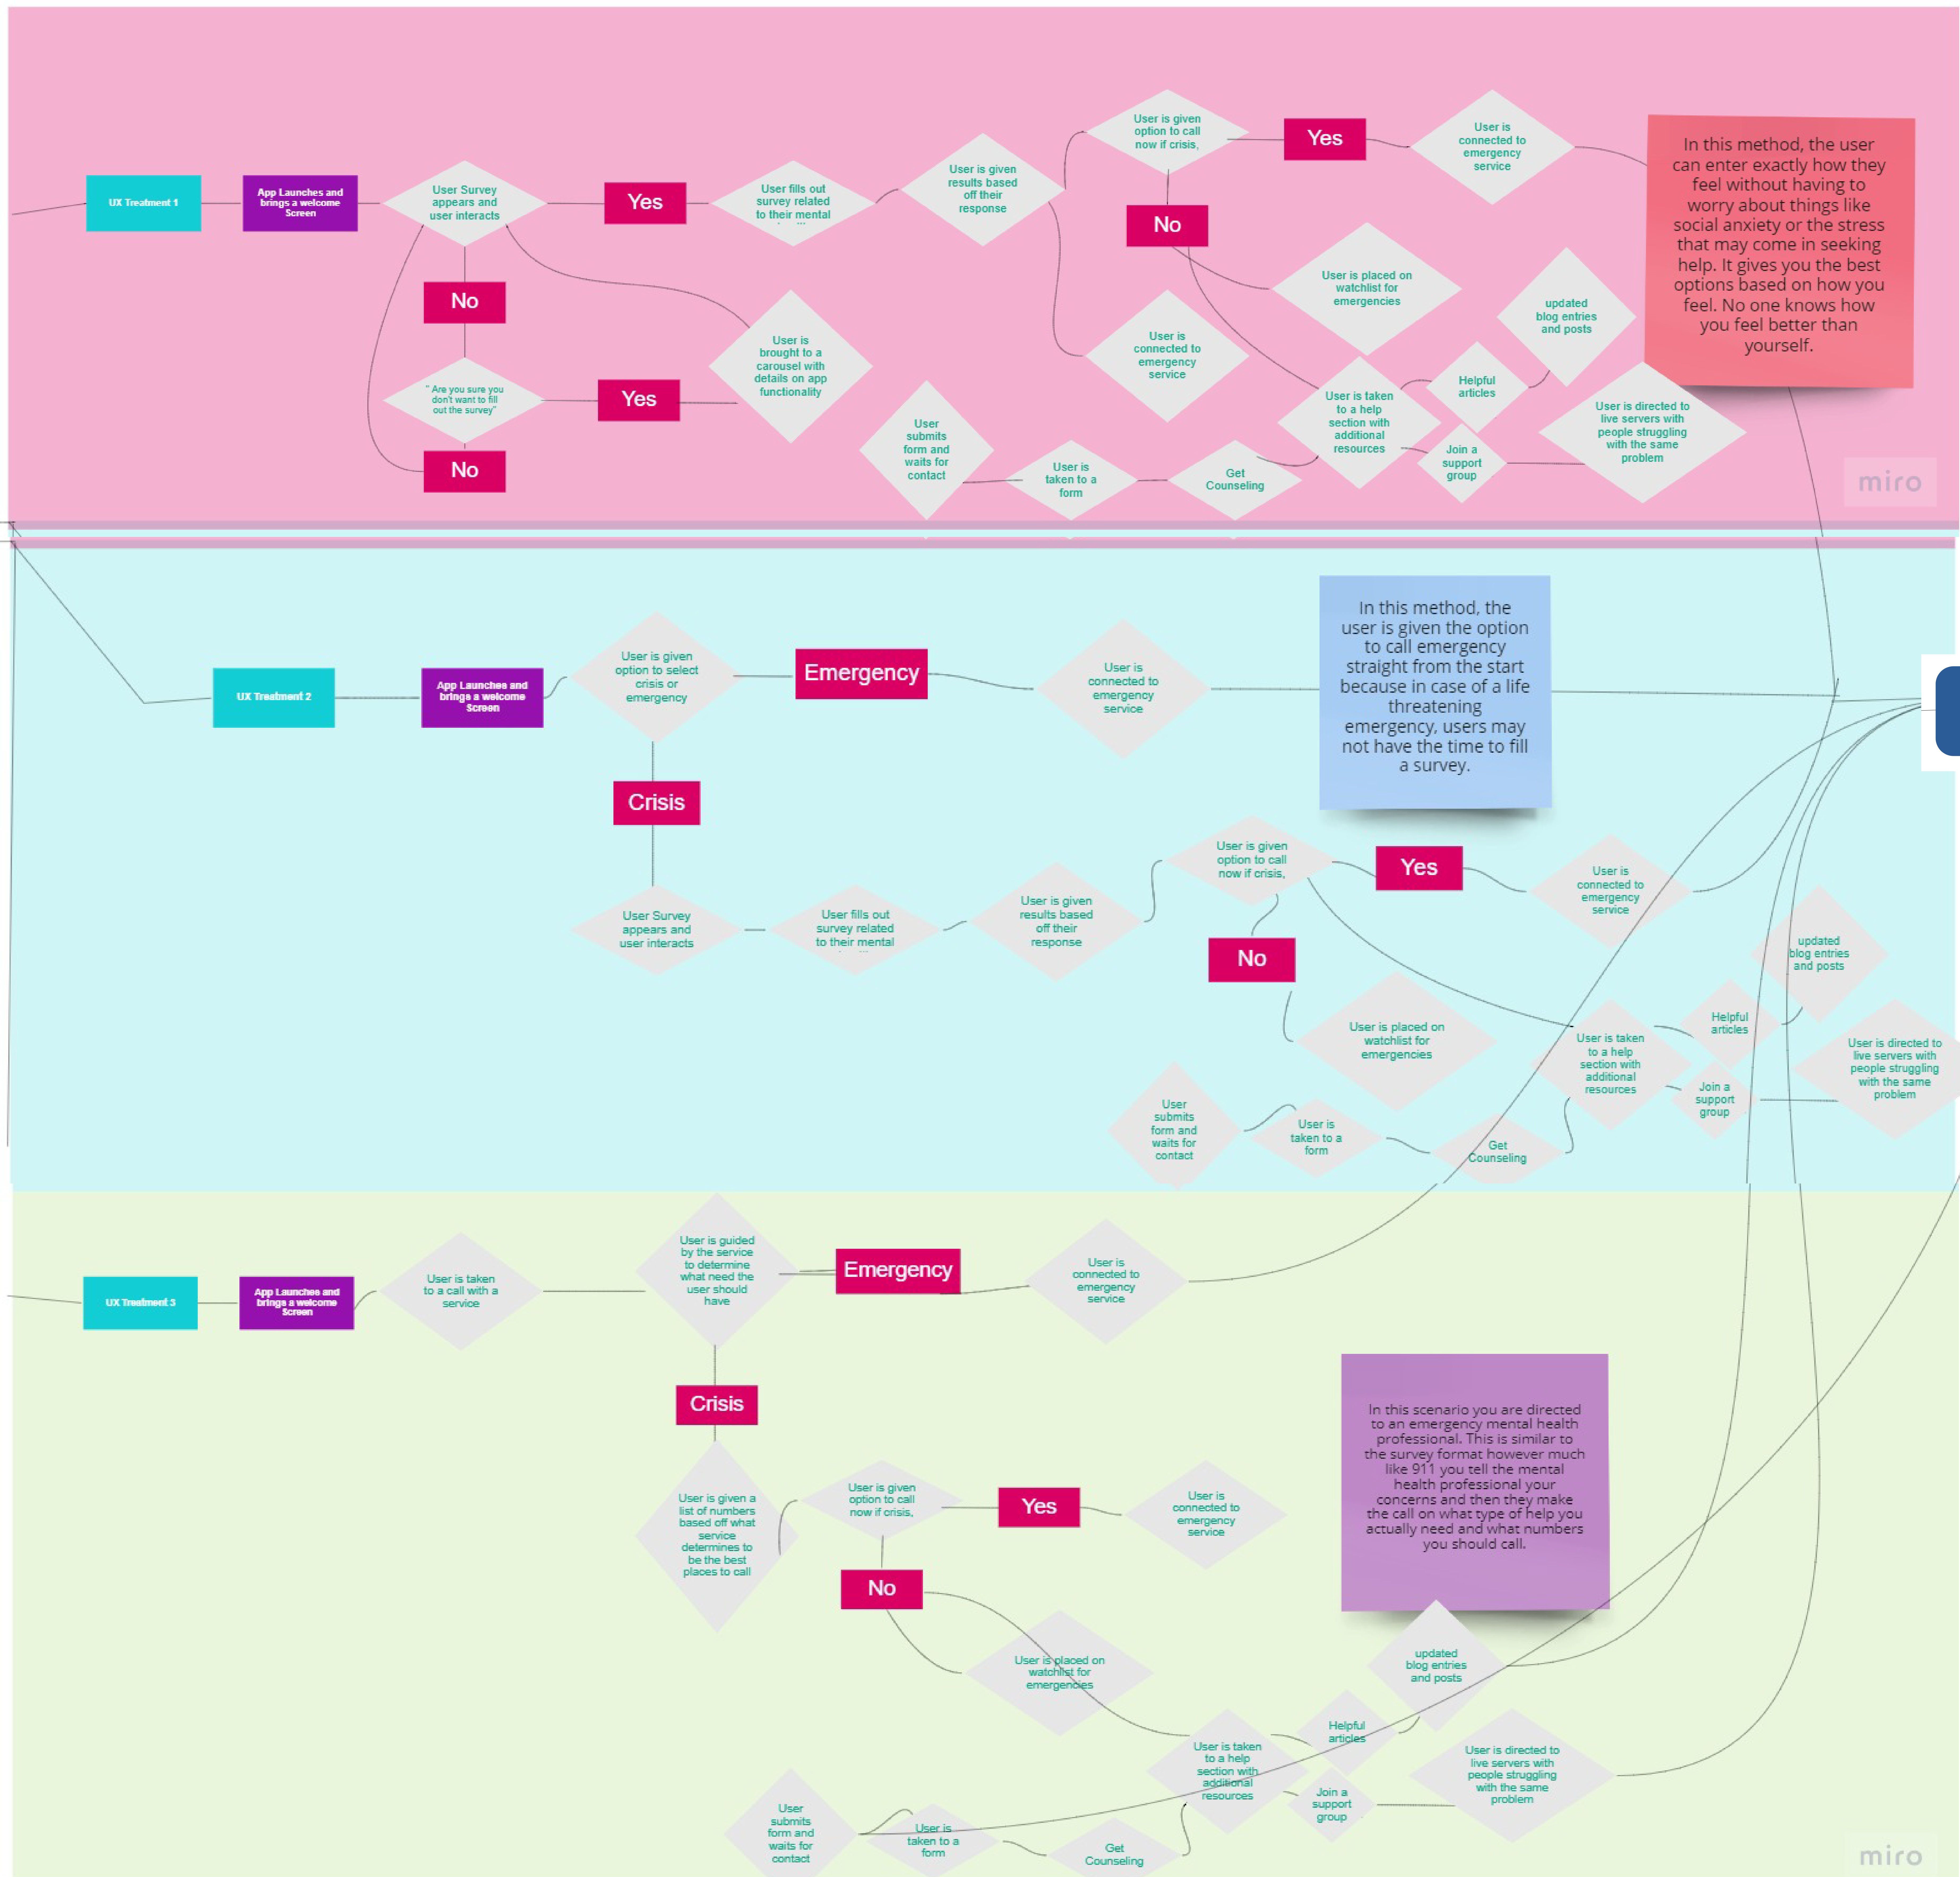 UX Treatment 1
App Launches and
brings a welcome
Screen
User Survey
appears and
user interacts
Yes
User fills out
survey related
to their mental
User is given
results based
off their
response
User is given
option to call
now if crisis,
Yes
User is
connected to
emergency
service
In this method, the user
can enter exactly how they
feel without having to
worry about things like
social anxiety or the stress
that may come in seeking
help. It gives you the best
options based on how you
feel. No one knows how
you feel better than
yourself.
No
No
User is placed on
watchlist for
emergencies
updated
blog entries
and posts
User is
brought to a
carousel with
details on app
functionality
User is
connected to
emergency
service
" Are you sure you
don't want to fill
out the survey"
Yes
No
User
submits
form and
waits for
contact
User is
taken to a
form
Get
Counseling
User is taken
to a help
section with
additional
resources
Helpful
articles
Join a
support
group
User is directed to
live servers with
people struggling
with the same
problem
miro
UX Treatment 2
App Launches and
brings a welcome
Screen
User is given
option to select
crisis or
emergency
Emergency
User is
connected to
emergency
service
In this method, the
user is given the option
to call emergency
straight from the start
because in case of a life
threatening
emergency, users may
not have the time to fill
a survey.
Crisis
User Survey
appears and
user interacts
User fills out
survey related
to their mental
User is given
results based
off their
response
User is given
option to call
now if crisis,
Yes
User is
connected to
emergency
service
No
User is placed on
watchlist for
emergencies
updated
blog entries
and posts
Helpful
articles
User is taken
to a help
section with
additional
resources
Join a
support
group
User is directed to
live servers with
people struggling
with the same
problem
User
submits
form and
waits for
contact
User is
taken to a
form
Get
Counseling
UX Treatment 3
App Launches and
brings a welcome
Screen
User is taken
to a call with a
service
User is guided
by the service
to determine
what need the
user should
have
Emergency
User is
connected to
emergency
service
Crisis
In this scenario you are directed
to an emergency mental health
professional. This is similar to
the survey format however much
like 911 you tell the mental
health professional your
concerns and then they make
the call on what type of help you
actually need and what numbers
you should call.
User is given a
list of numbers
based off what
service
determines to
be the best
places to call
User is given
option to call
now if crisis,
Yes
User is
connected to
emergency
service
No
User is placed on
watchlist for
emergencies
updated
blog entries
and posts
Helpful
articles
User is taken
to a help
section with
additional
resources
Join a
support
group
User is directed to
live servers with
people struggling
with the same
problem
User
submits
form and
waits for
contact
User is
taken to a
form
Get
Counseling
miro